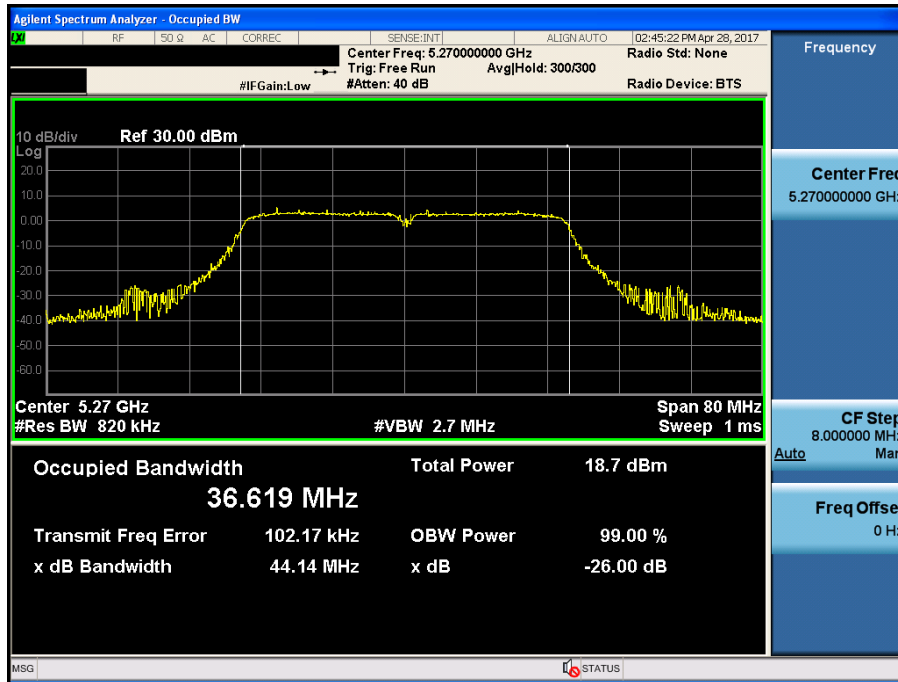 Agilent Spectrum Analyzer - Occupied BW
LXI RF 50 Ω AC CORREC SENSE:INT ALIGN AUTO 02:45:22 PM Apr 28, 2017
Center Freq: 5.270000000 GHz Radio Std: None
Trig: Free Run Avg|Hold: 300/300
#IFGain:Low #Atten: 40 dB Radio Device: BTS
Frequency
10 dB/div Ref 30.00 dBm
Log
20.0
10.0
0.00
-10.0
-20.0
-30.0
-40.0
-50.0
-60.0
Center 5.27 GHz Span 80 MHz
#Res BW 820 kHz #VBW 2.7 MHz Sweep 1 ms
Occupied Bandwidth Total Power 18.7 dBm
36.619 MHz
Transmit Freq Error 102.17 kHz OBW Power 99.00 %
x dB Bandwidth 44.14 MHz x dB -26.00 dB
Center Freq
5.270000000 GHz
CF Step
8.000000 MHz
Auto Man
Freq Offset
0 Hz
MSG STATUS